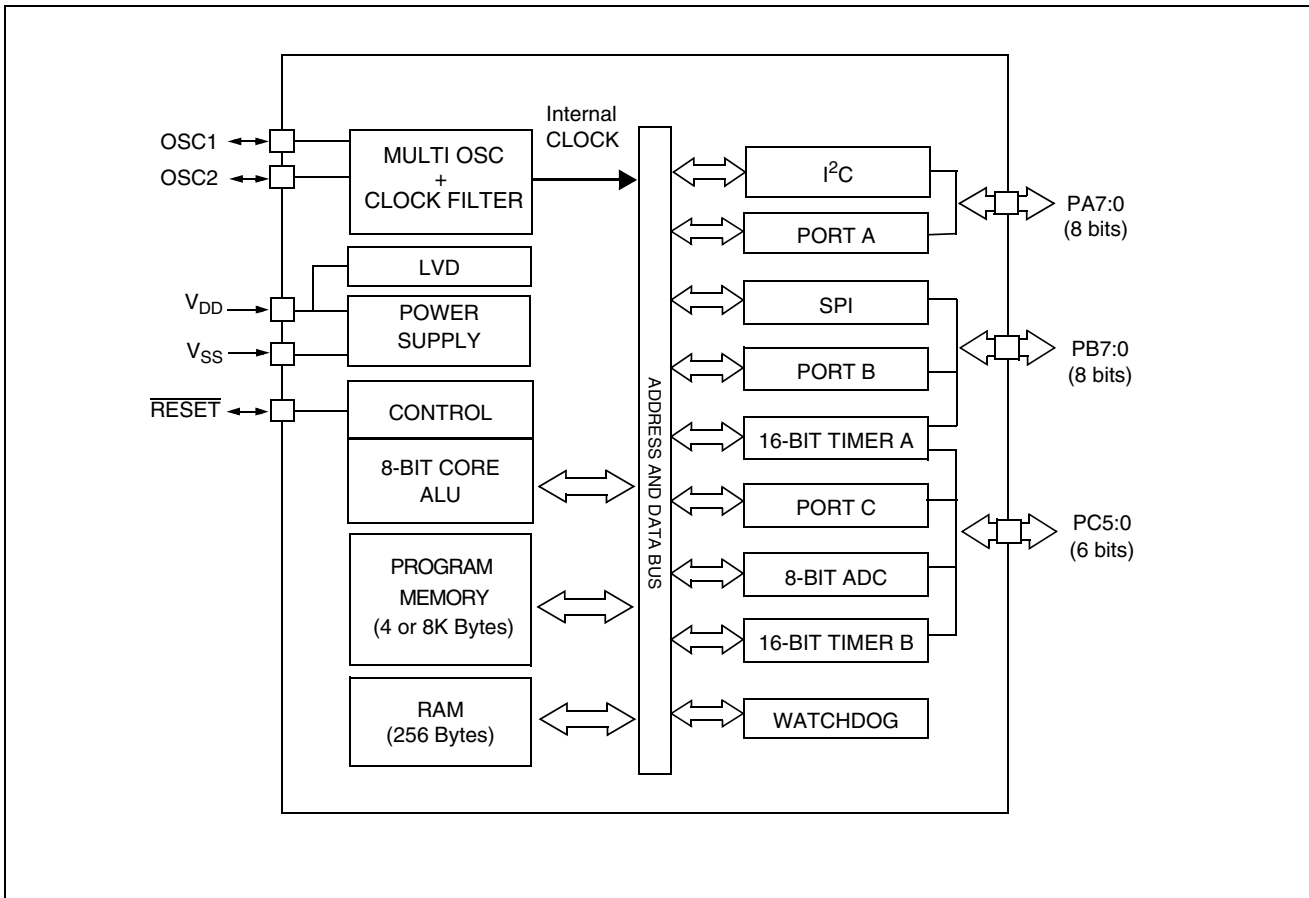 OSC1
OSC2
MULTI OSC
+
CLOCK FILTER
Internal
CLOCK
LVD
VDD
POWER
SUPPLY
VSS
RESET
CONTROL
8-BIT CORE
ALU
PROGRAM
MEMORY
(4 or 8K Bytes)
RAM
(256 Bytes)
ADDRESS AND DATA BUS
I²C
PORT A
PA7:0
(8 bits)
SPI
PORT B
PB7:0
(8 bits)
16-BIT TIMER A
PORT C
PC5:0
(6 bits)
8-BIT ADC
16-BIT TIMER B
WATCHDOG